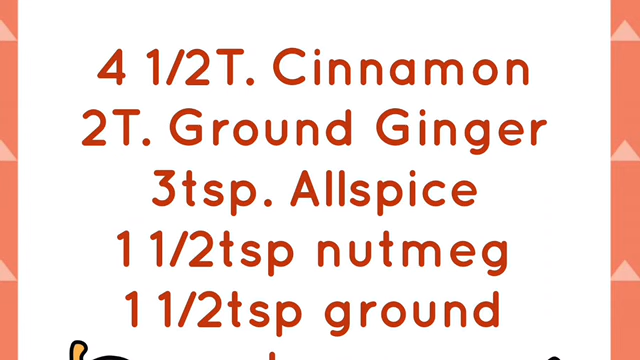 4 1/2T. Cinnamon
2T. Ground Ginger
3tsp. Allspice
1 1/2tsp nutmeg
1 1/2tsp ground